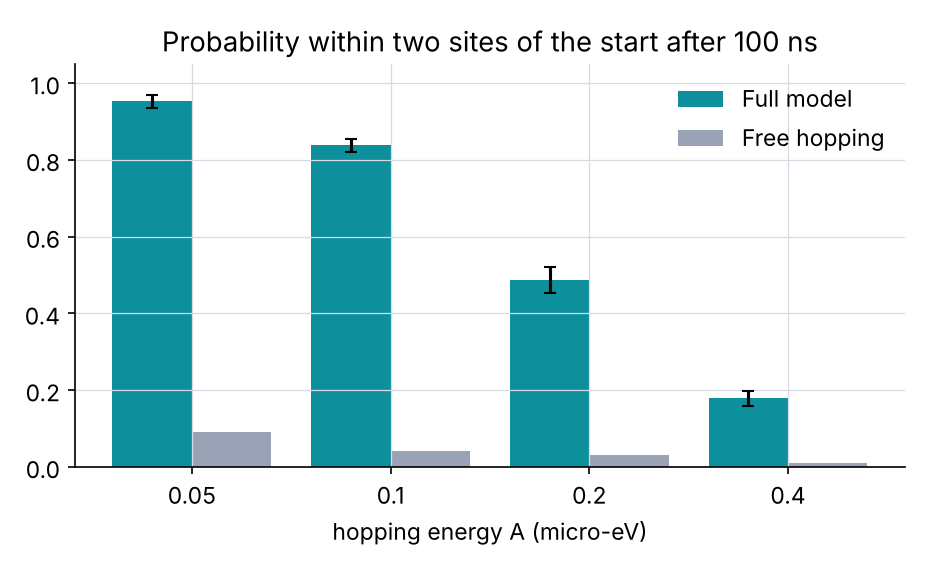 Probability within two sites of the start after 100 ns
1.0
0.8
0.6
0.4
0.2
0.0
Full model
Free hopping
0.05
0.1
0.2
0.4
hopping energy A (micro-eV)